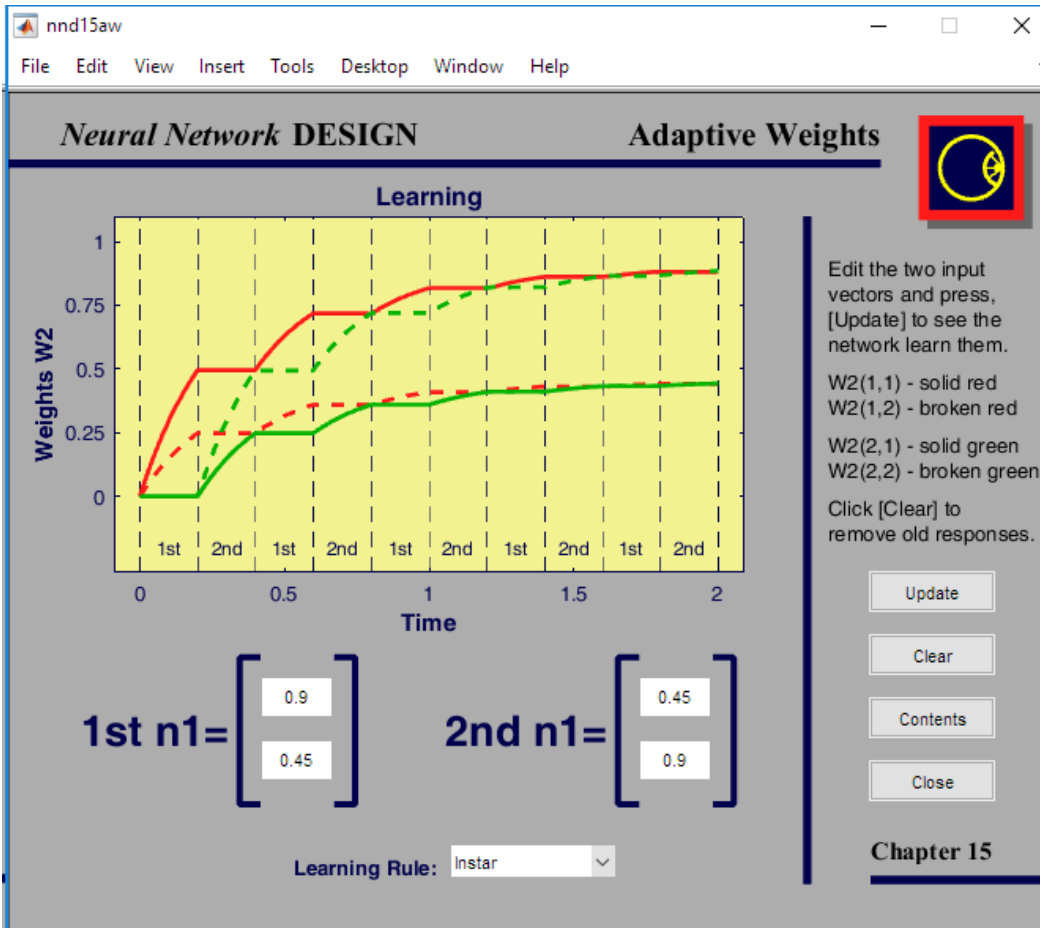 nnd15aw
File Edit View Insert Tools Desktop Window Help
Neural Network DESIGN
Adaptive Weights
Learning
Weights W2
1
0.75
0.5
0.25
0
1st 2nd 1st 2nd 1st 2nd 1st 2nd 1st 2nd
0 0.5 1 1.5 2
Time
Edit the two input
vectors and press,
[Update] to see the
network learn them.
W2(1,1) - solid red
W2(1,2) - broken red
W2(2,1) - solid green
W2(2,2) - broken green
Click [Clear] to
remove old responses.
Update
Clear
Contents
Close
1st n1=
0.9
0.45
2nd n1=
0.45
0.9
Learning Rule: Instar
Chapter 15